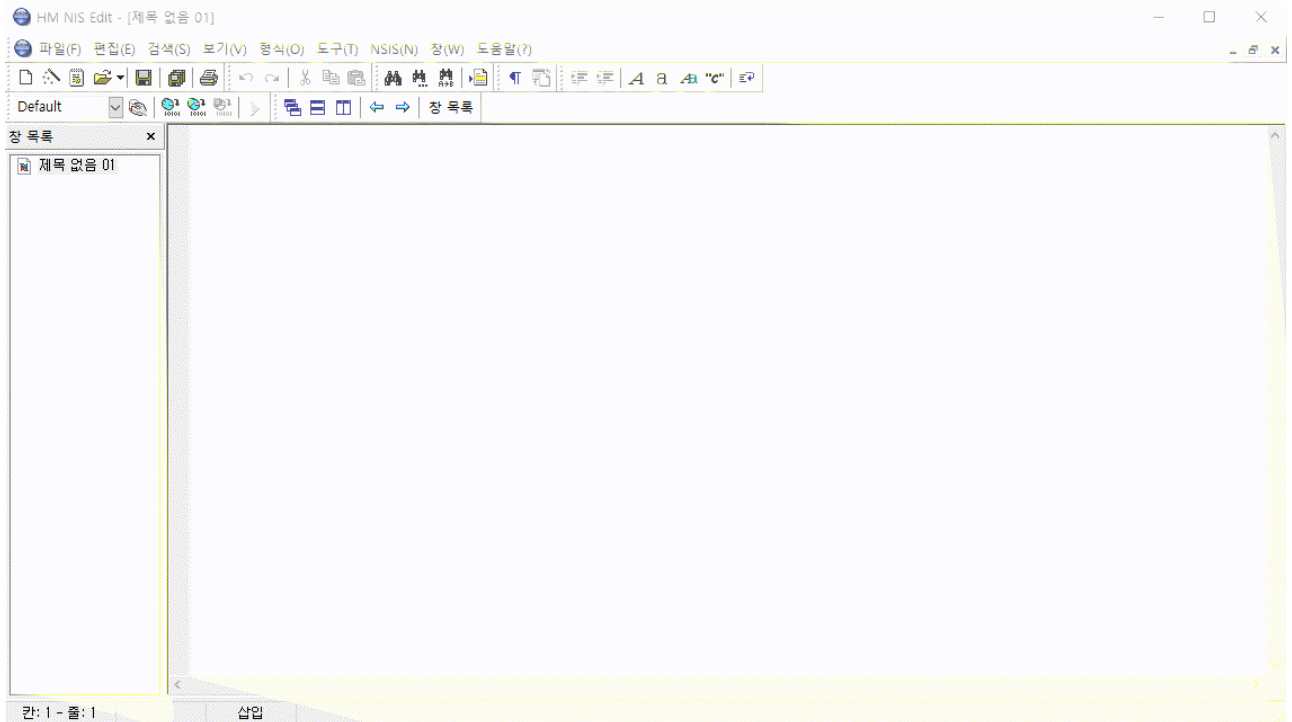 HM NIS Edit - [제목 없음 01]
파일(F) 편집(E) 검색(S) 보기(V) 형식(O) 도구(T) NSIS(N) 창(W) 도움말(?)
A a Aa "c"
Default 창 목록
창 목록
제목 없음 01
칸: 1 - 줄: 1 삽입